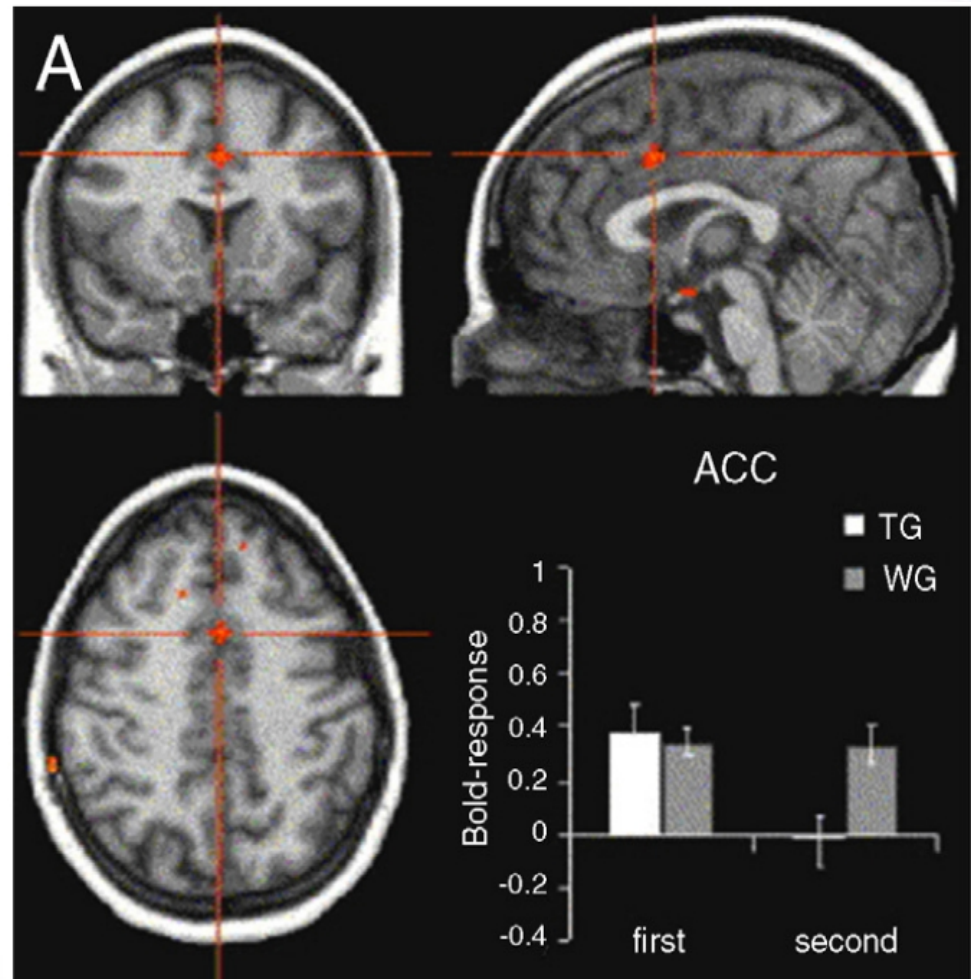 A
ACC
TG
WG
Bold-response
1
0.8
0.6
0.4
0.2
0
-0.2
-0.4
first
second